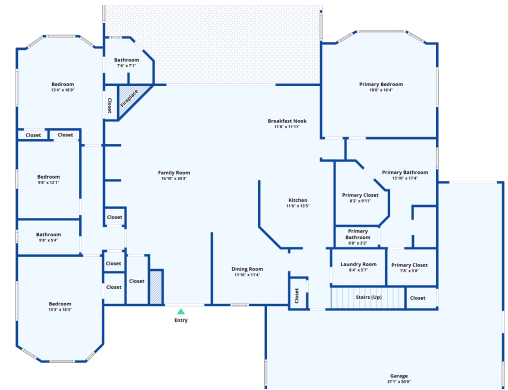 Bathroom
7'6" x 7'1"
Bedroom
13'4" x 16'9"
Primary Bedroom
18'0" x 16'4"
Closet
Fireplace
Breakfast Nook
11'8" x 11'11"
Closet
Closet
Bedroom
9'8" x 12'1"
Family Room
16'10" x 34'3"
Primary Bathroom
15'10" x 17'4"
Primary Closet
8'2" x 9'11"
Kitchen
11'6" x 13'5"
Closet
Bathroom
9'8" x 5'4"
Primary
Bathroom
6'8" x 3'2"
Closet
Dining Room
11'10" x 11'4"
Laundry Room
8'4" x 5'7"
Primary Closet
7'6" x 5'8"
Closet
Closet
Closet
Stairs (Up)
Closet
Bedroom
13'3" x 16'3"
Entry
Garage
37'1" x 30'0"